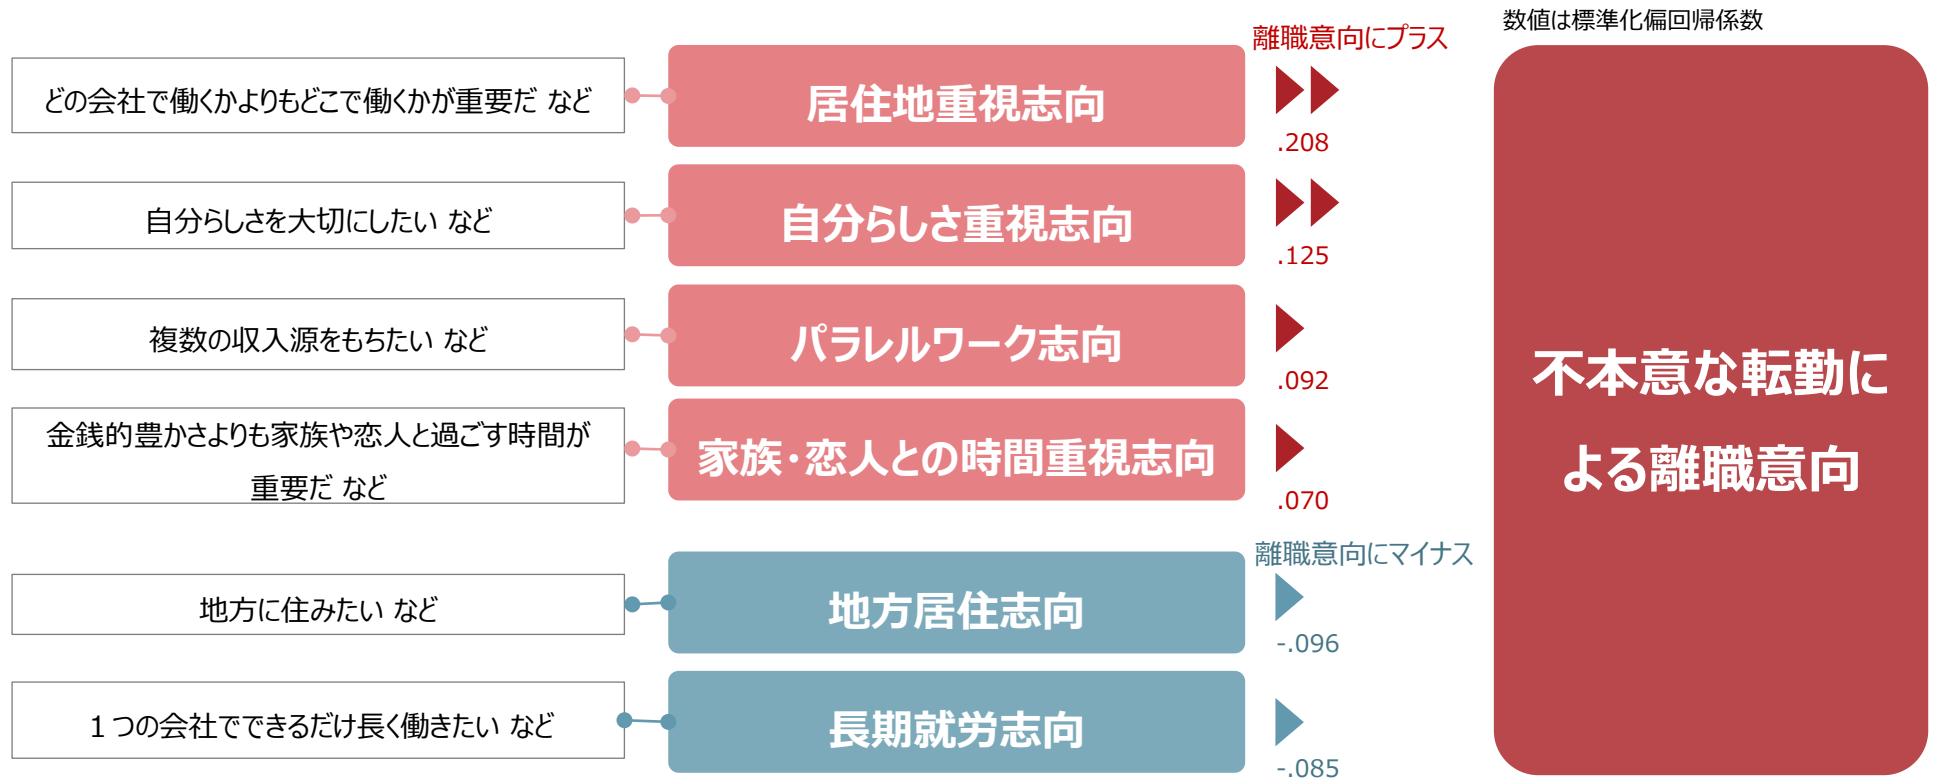 数値は標準化偏回帰係数
離職意向にプラス
どの会社で働くかよりもどこで働くかが重要だ など
居住地重視志向
.208
自分らしさを大切にしたい など
自分らしさ重視志向
.125
複数の収入源をもちたい など
パラレルワーク志向
.092
金銭的豊かさよりも家族や恋人と過ごす時間が
重要だ など
家族・恋人との時間重視志向
.070
離職意向にマイナス
地方に住みたい など
地方居住志向
-.096
1つの会社でできるだけ長く働きたい など
長期就労志向
-.085
不本意な転勤に
よる離職意向